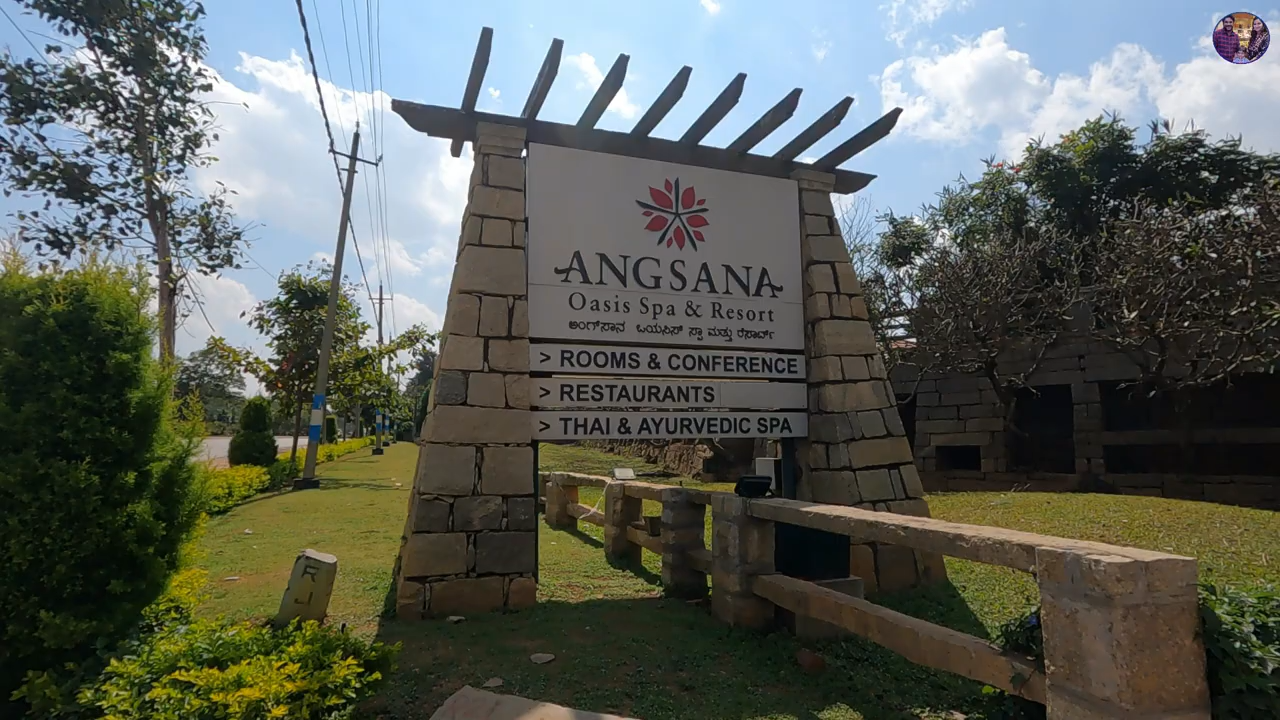 ANGSANA
Oasis Spa & Resort
ಅಂಗ್‌ಸಾನ ಒಯಸಿಸ್ ಸ್ಪಾ ಮತ್ತು ರೆಸಾರ್ಟ್
> ROOMS & CONFERENCE
> RESTAURANTS
> THAI & AYURVEDIC SPA